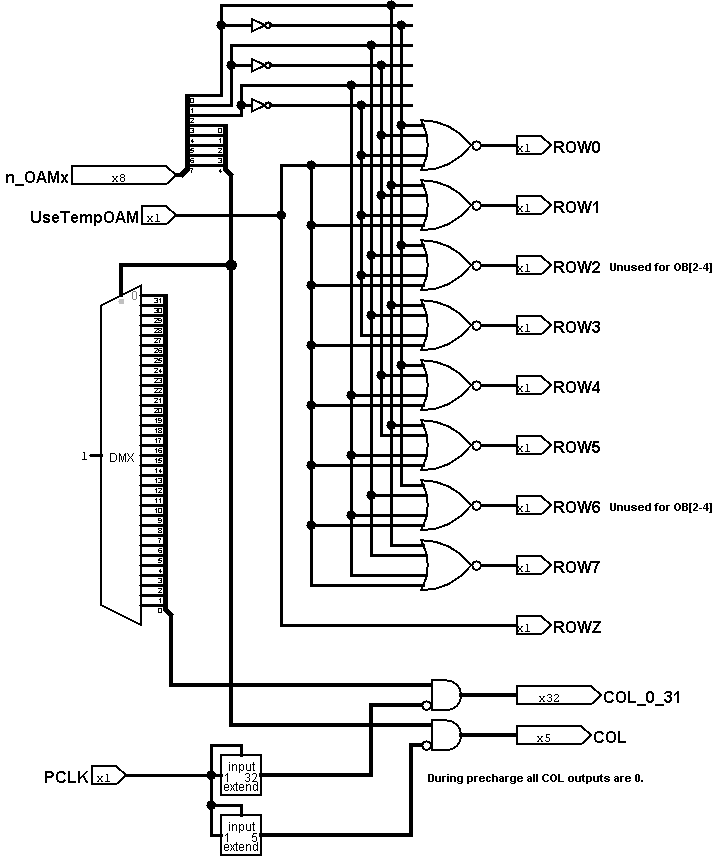 0
1
2
3
4
5
6
7
0
1
2
3
4
n_OAMx x8
UseTempOAM x1
x1 ROW0
x1 ROW1
x1 ROW2 Unused for OB[2-4]
x1 ROW3
x1 ROW4
x1 ROW5
x1 ROW6 Unused for OB[2-4]
x1 ROW7
x1 ROWZ
0
31
30
29
28
27
26
25
24
23
22
21
20
19
18
17
16
15
14
13
12
11
10
9
8
7
6
5
4
3
2
1
0
1 DMX
x32 COL_0_31
x5 COL
PCLK x1
input
1 32
extend
During precharge all COL outputs are 0.
input
1 5
extend